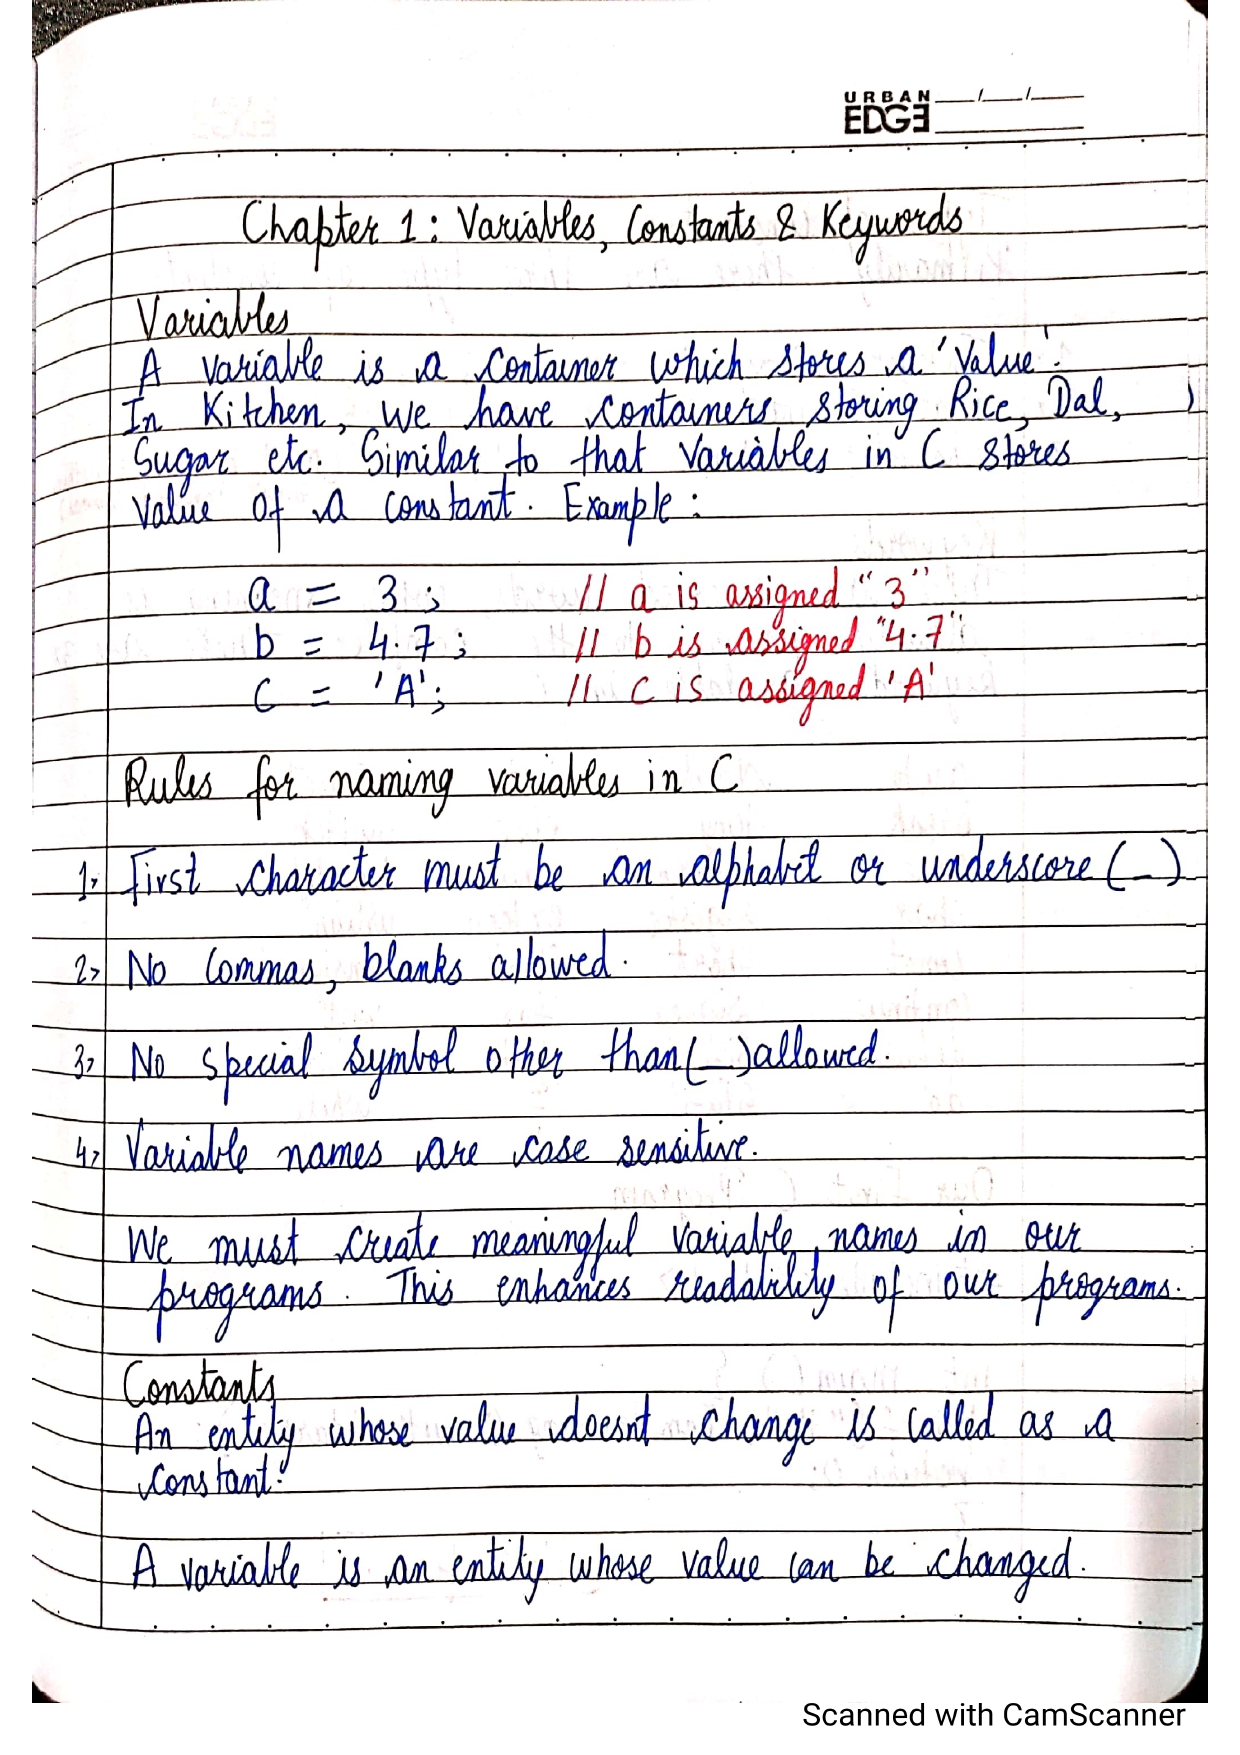 URBAN __/__/__
EDGE
Chapter 1: Variables, Constants & Keywords
Variables
A variable is a container which stores a 'value'.
In Kitchen, we have containers storing Rice, Dal,
Sugar etc. Similar to that Variables in C stores
value of a constant. Example:
a = 3; // a is assigned "3"
b = 4.7; // b is assigned "4.7"
C = 'A'; // C is assigned 'A'
Rules for naming variables in C
1> First character must be an alphabet or underscore (_)
2> No Commas, blanks allowed.
3> No special symbol other than (_) allowed.
4> Variable names are case sensitive.
We must create meaningful variable names in our
programs. This enhances readability of our programs.
Constants
An entity whose value doesnt change is called as a
constant.
A variable is an entity whose value can be changed.
Scanned with CamScanner